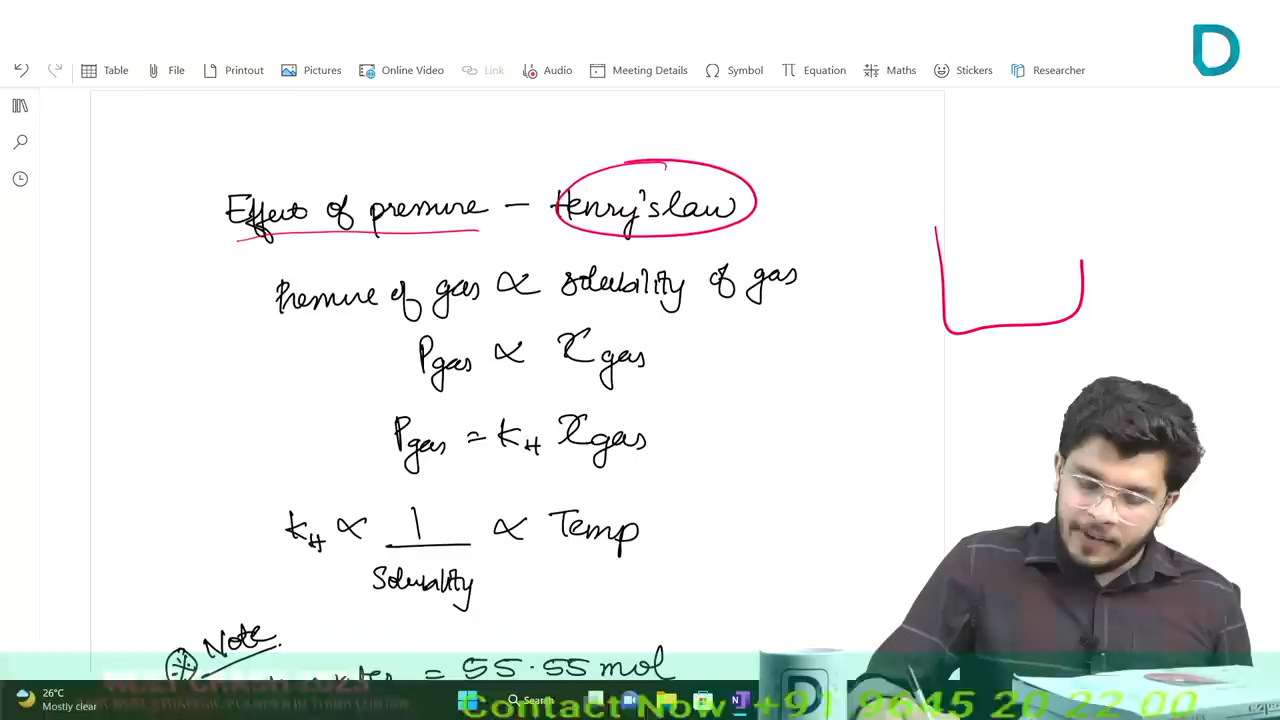 D
Table File Printout Pictures Online Video Link Audio Meeting Details Symbol Equation Maths Stickers Researcher
Effect of pressure – Henry's law
Pressure of gas ∝ solubility of gas
Pgas ∝ Xgas
Pgas = KH Xgas
KH ∝ 1/Solubility ∝ Temp
Note
= 55.55 mol
26°C
Mostly clear
Search
Contact Now :+91 9645 20 22 00